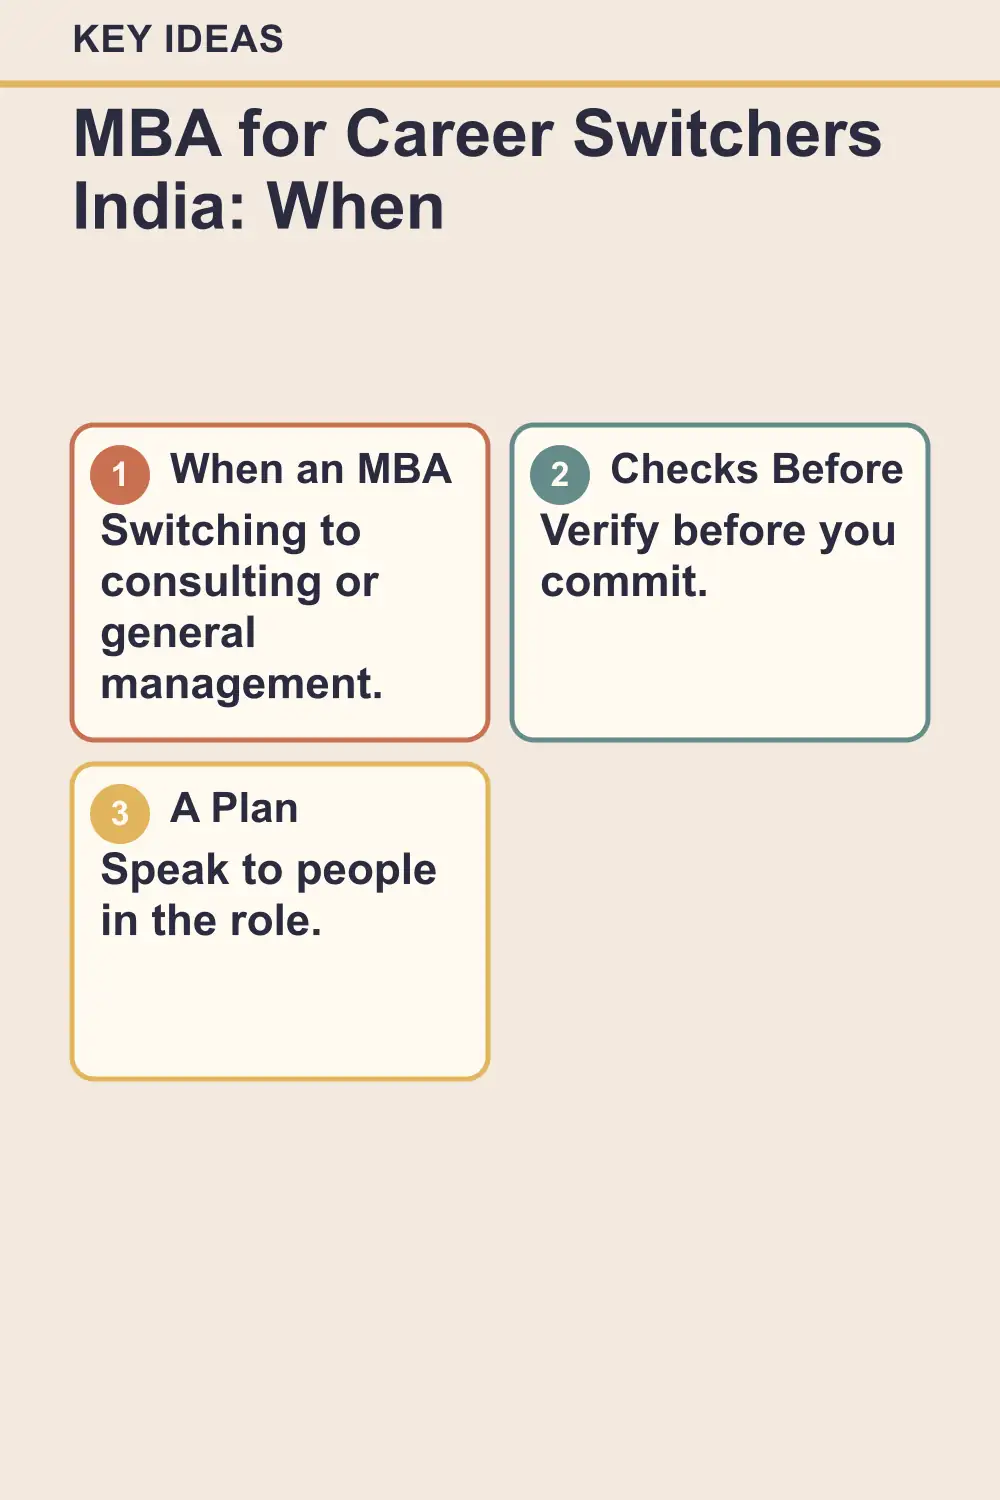 KEY IDEAS
MBA for Career Switchers
India: When
1 When an MBA
Switching to
consulting or
general
management.
2 Checks Before
Verify before you
commit.
3 A Plan
Speak to people
in the role.